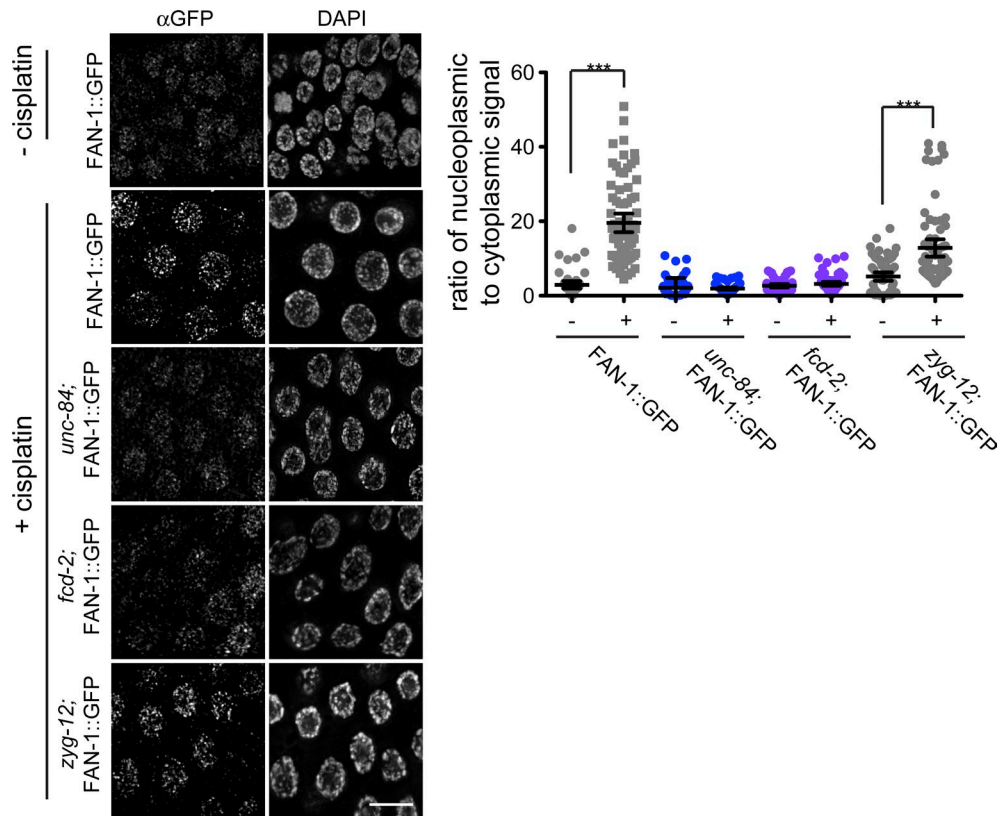 αGFP DAPI
- cisplatin
FAN-1::GFP
+ cisplatin
FAN-1::GFP
unc-84;
FAN-1::GFP
fcd-2;
FAN-1::GFP
zyg-12;
FAN-1::GFP
ratio of nucleoplasmic
to cytoplasmic signal
60
40
20
0
***
***
- + - + - + - +
FAN-1::GFP
unc-84;
FAN-1::GFP
fcd-2;
FAN-1::GFP
zyg-12;
FAN-1::GFP